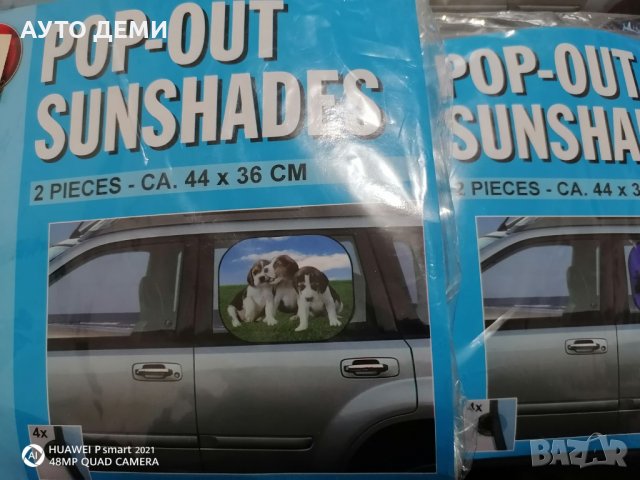 АУТО ДЕМИ
POP-OUT
SUNSHADES
2 PIECES - CA. 44 x 36 CM
4x
POP-OUT
SUNSHA
2 PIECES - CA. 44 x 3
4x
HUAWEI P smart 2021
48MP QUAD CAMERA
BAZAR